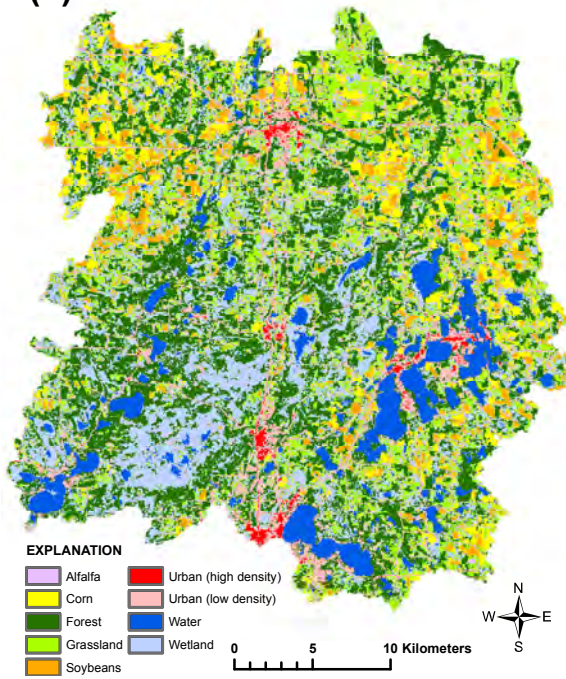 EXPLANATION
Alfalfa
Corn
Forest
Grassland
Soybeans
Urban (high density)
Urban (low density)
Water
Wetland
0 5 10 Kilometers
N
W E
S